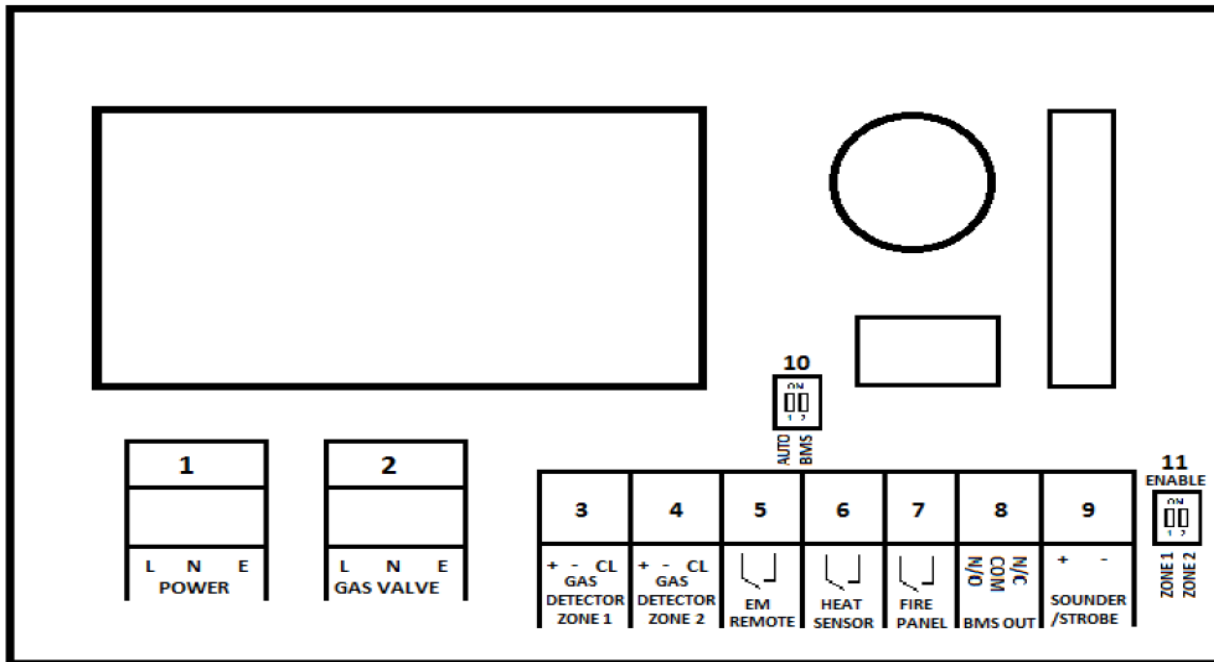 10
ON
1 2
AUTO
BMS
1
L N E
POWER
2
L N E
GAS VALVE
3
+ - CL
GAS
DETECTOR
ZONE 1
4
+ - CL
GAS
DETECTOR
ZONE 2
5
EM
REMOTE
6
HEAT
SENSOR
7
FIRE
PANEL
8
N/O
COM
N/C
BMS OUT
9
+ -
SOUNDER
/STROBE
11
ENABLE
ON
1 2
ZONE 1
ZONE 2